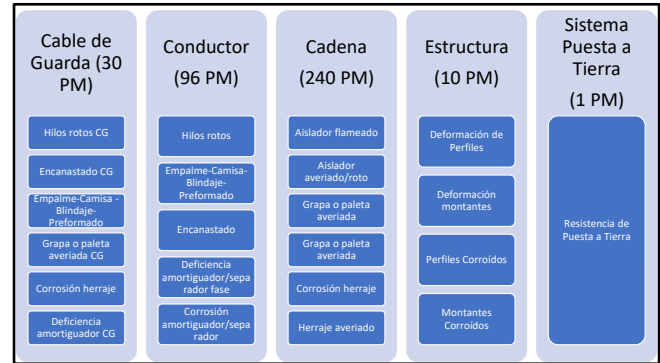 Cable de
Guarda (30
PM)
Hilos rotos CG
Encanastado CG
Empalme-Camisa -
Blindaje-
Preformado
Grapa o paleta
averiada CG
Corrosión herraje
Deficiencia
amortiguador CG
Conductor
(96 PM)
Hilos rotos
Empalme-Camisa-
Blindaje-
Preformado
Encanastado
Deficiencia
amortiguador/sepa
rador fase
Corrosión
amortiguador/sepa
rador
Cadena
(240 PM)
Aislador flameado
Aislador
averiado/roto
Grapa o paleta
averiada
Grapa o paleta
averiada
Corrosión herraje
Herraje averiado
Estructura
(10 PM)
Deformación de
Perfiles
Deformación
montantes
Perfiles Corroídos
Montantes
Corroídos
Sistema
Puesta a
Tierra
(1 PM)
Resistencia de
Puesta a Tierra